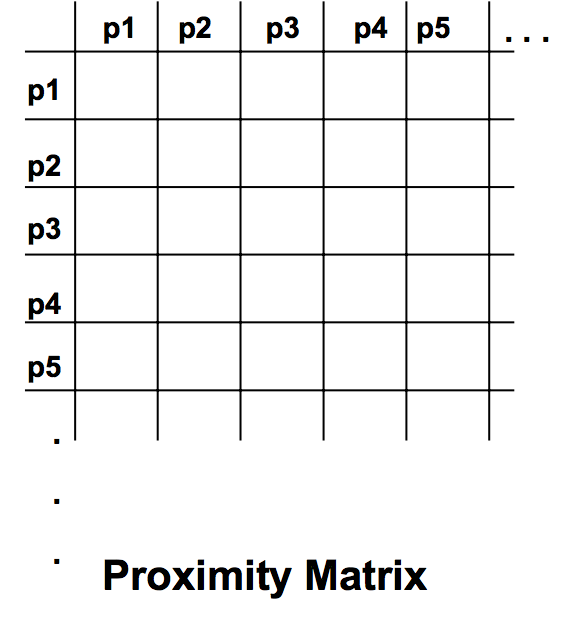 p1 p2 p3 p4 p5 . . .
p1
p2
p3
p4
p5
.
.
.
Proximity Matrix